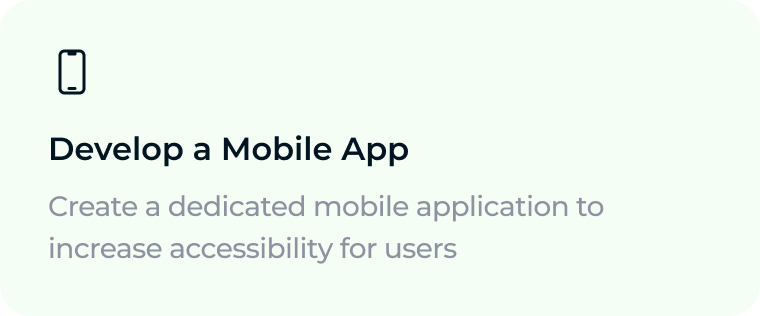 Develop a Mobile App
Create a dedicated mobile application to
increase accessibility for users